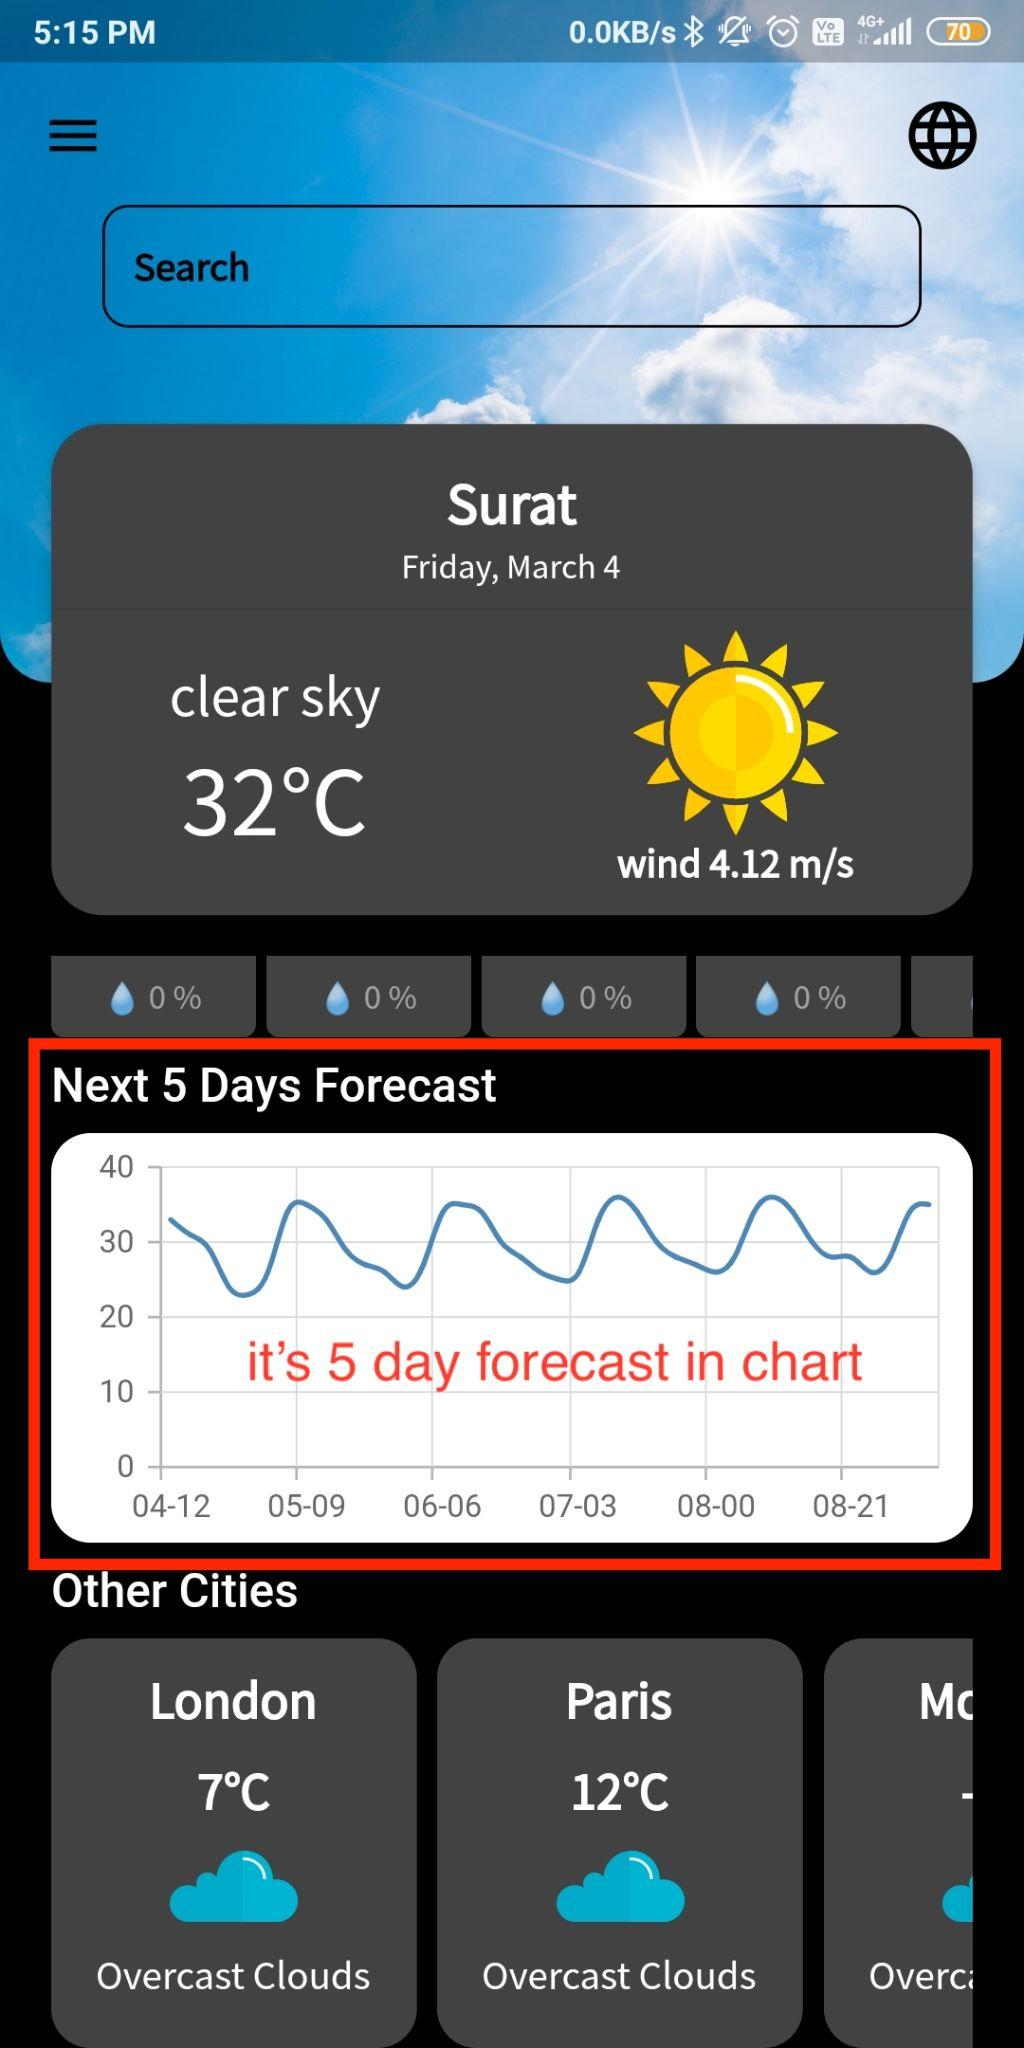 5:15 PM 0.0KB/s Vo LTE 4G+ 70
Search
Surat
Friday, March 4
clear sky
32°C
wind 4.12 m/s
0 % 0 % 0 % 0 %
Next 5 Days Forecast
40
30
20
it's 5 day forecast in chart
10
0
04-12 05-09 06-06 07-03 08-00 08-21
Other Cities
London Paris
7°C 12°C
Overcast Clouds Overcast Clouds